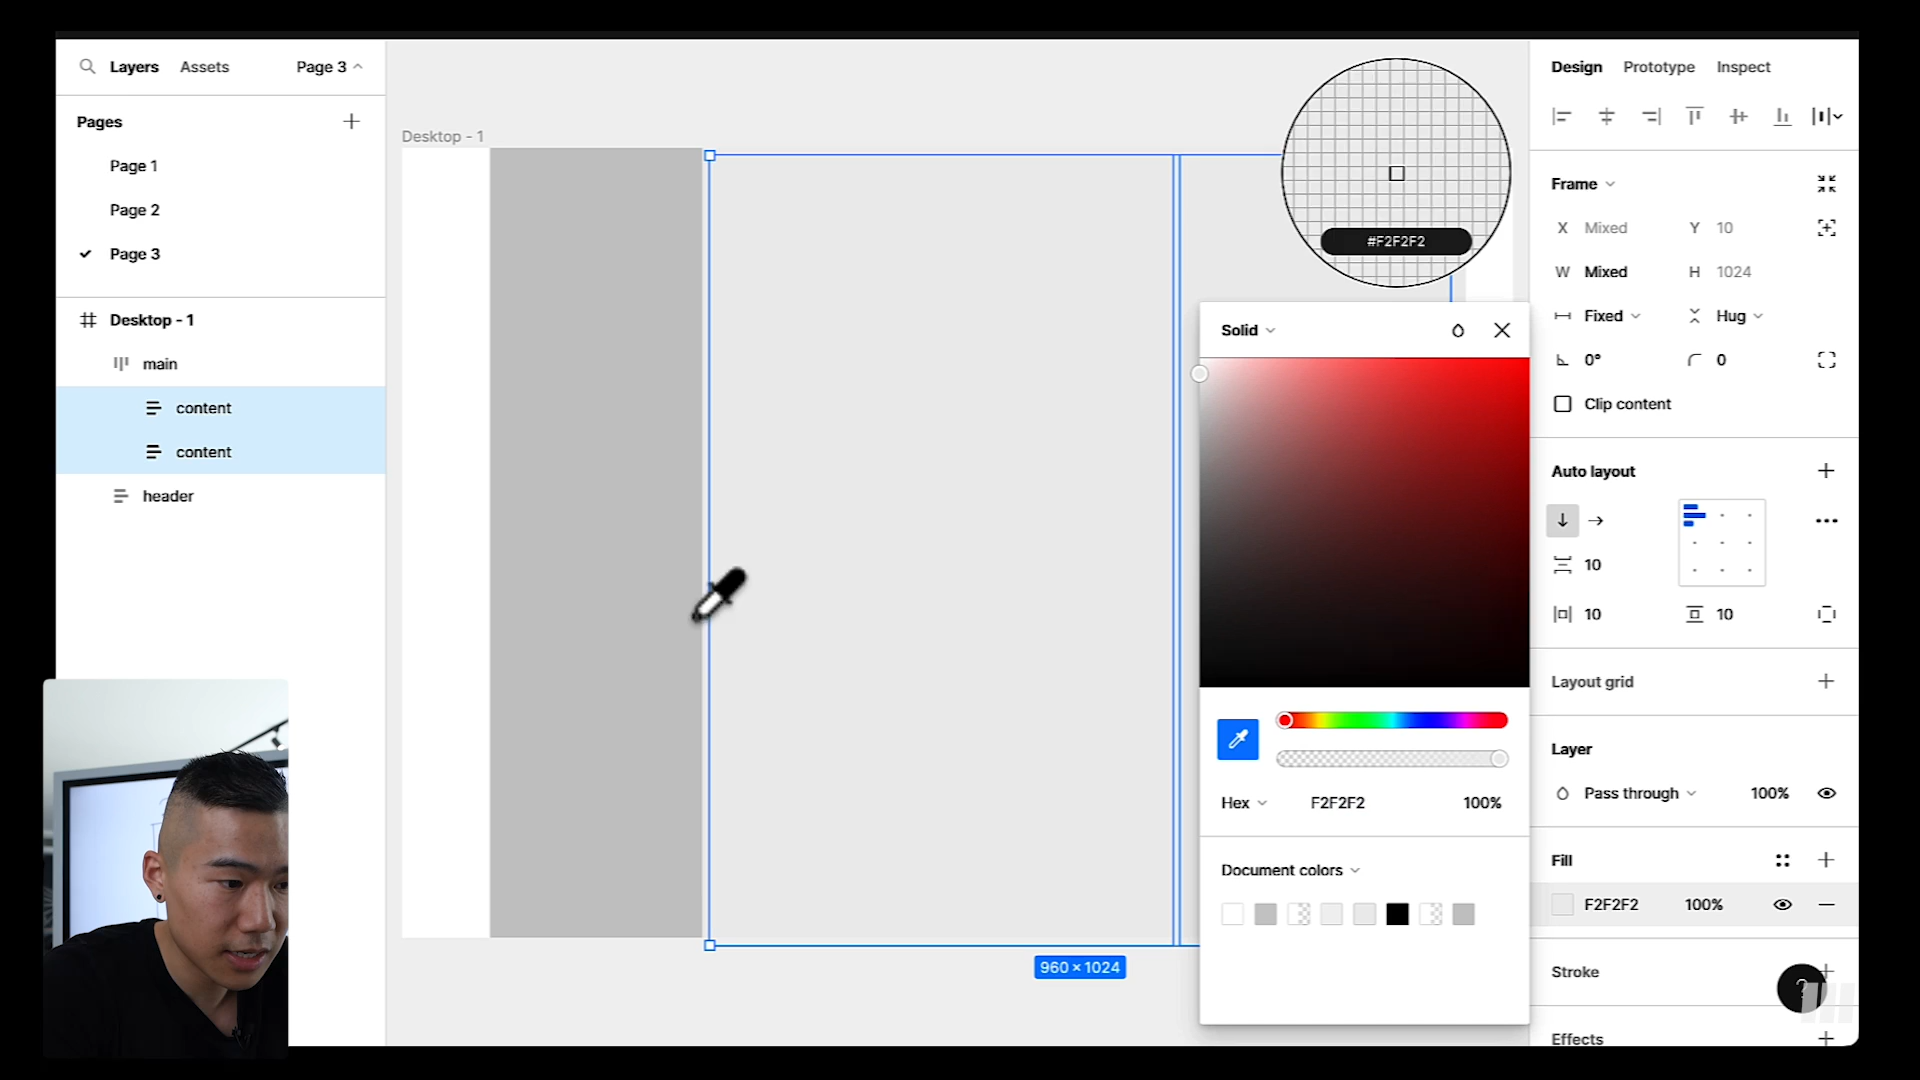 Layers Assets Page 3
Pages
Page 1
Page 2
Page 3
Desktop - 1
main
content
content
header
Desktop - 1
#F2F2F2
960 × 1024
Solid
Hex F2F2F2 100%
Document colors
Design Prototype Inspect
Frame
X Mixed Y 10
W Mixed H 1024
Fixed Hug
0° 0
Clip content
Auto layout
10
10 10
Layout grid
Layer
Pass through 100%
Fill
F2F2F2 100%
Stroke
?
Effects